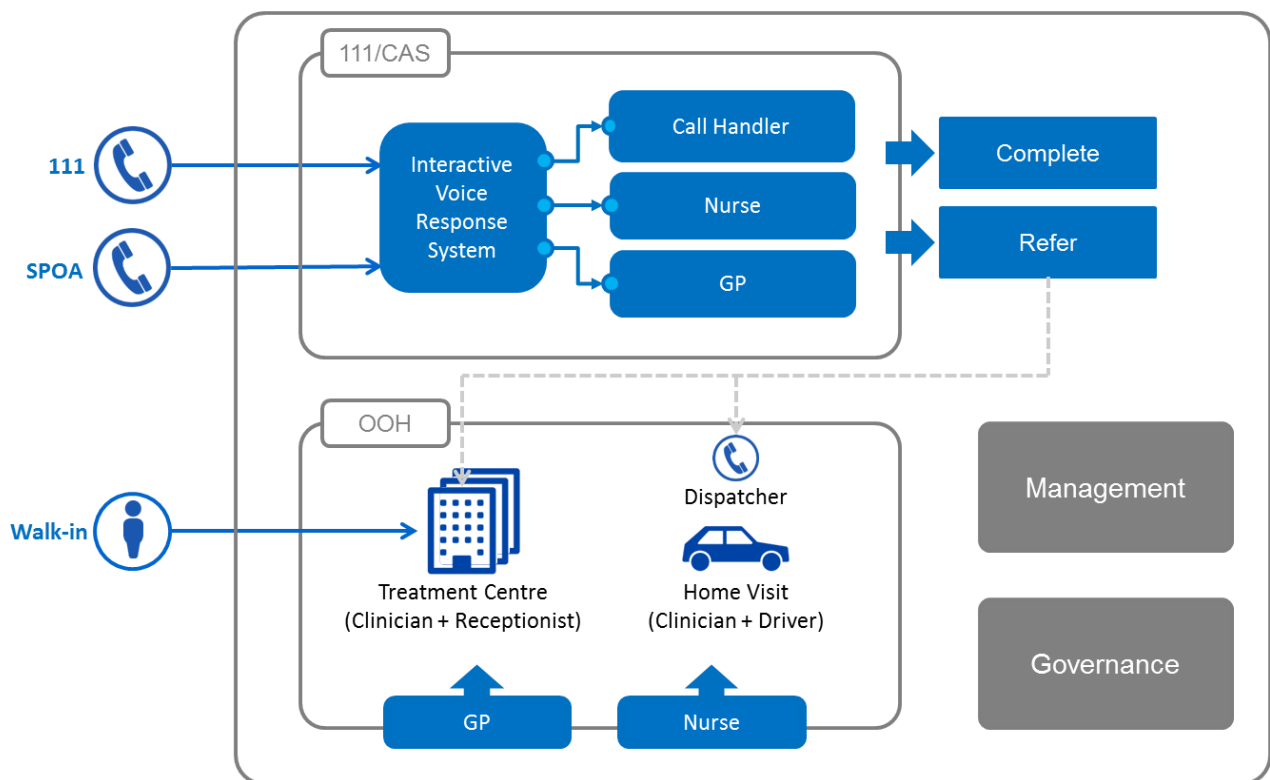 111/CAS
111
SPOA
Interactive
Voice
Response
System
Call Handler
Nurse
GP
Complete
Refer
OOH
Walk-in
Treatment Centre
(Clinician + Receptionist)
Dispatcher
Home Visit
(Clinician + Driver)
GP
Nurse
Management
Governance